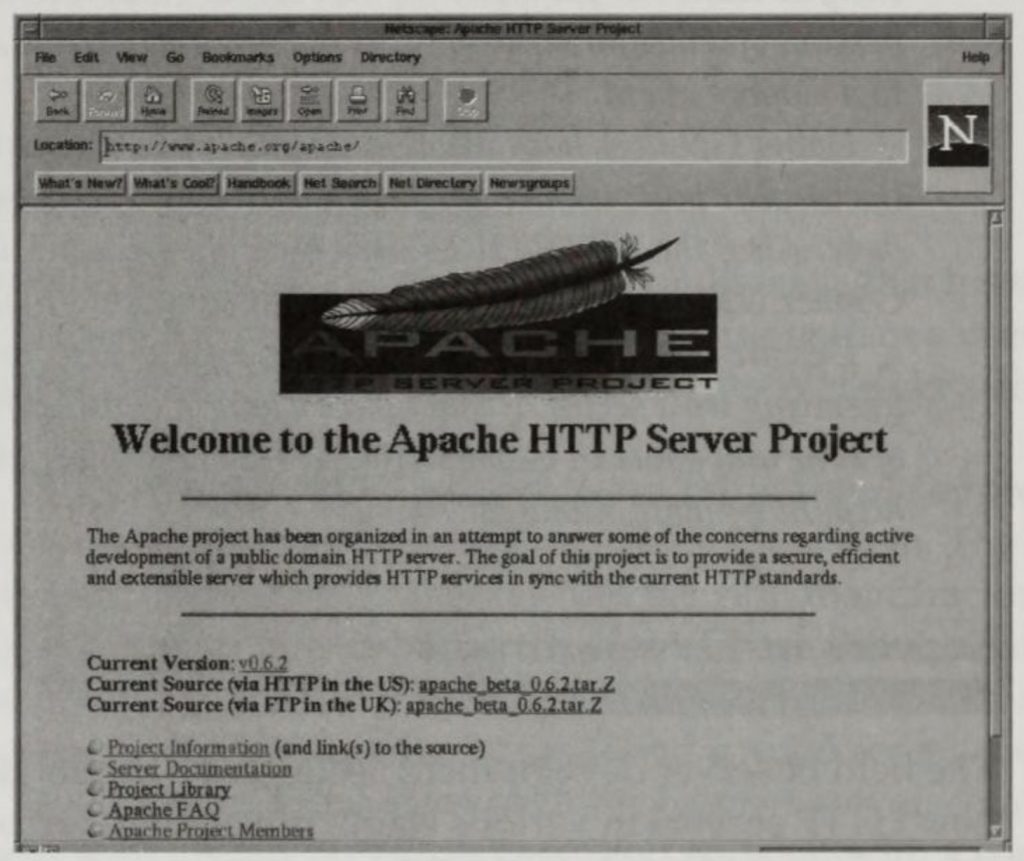 Netscape: Apache HTTP Server Project
File Edit View Go Bookmarks Options Directory Help
Back Forward Home Reload Images Open Print Find Stop
Location: http://www.apache.org/apache/
N
What's New? What's Cool? Handbook Net Search Net Directory Newsgroups
APACHE
HTTP SERVER PROJECT
Welcome to the Apache HTTP Server Project
The Apache project has been organized in an attempt to answer some of the concerns regarding active
development of a public domain HTTP server. The goal of this project is to provide a secure, efficient
and extensible server which provides HTTP services in sync with the current HTTP standards.
Current Version: v0.6.2
Current Source (via HTTP in the US): apache_beta_0.6.2.tar.Z
Current Source (via FTP in the UK): apache_beta_0.6.2.tar.Z
Project Information (and link(s) to the source)
Server Documentation
Project Library
Apache FAQ
Apache Project Members